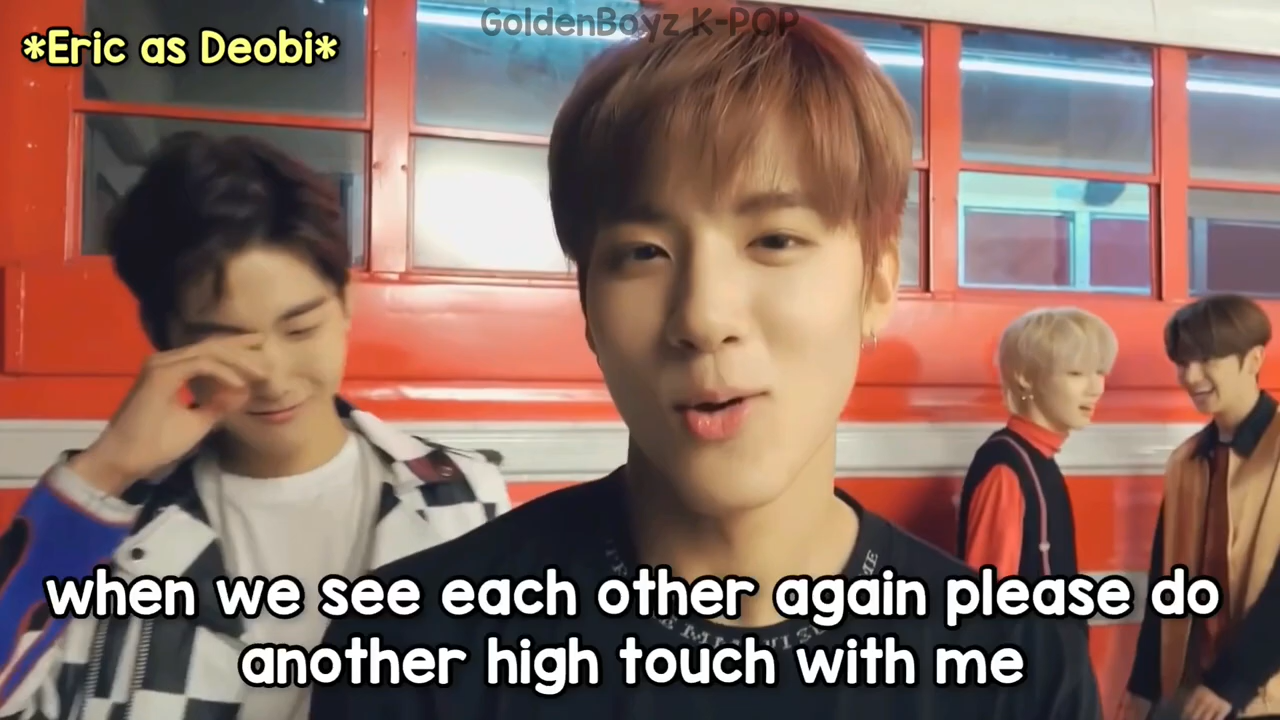 GoldenBoyz K-POP
*Eric as Deobi*
when we see each other again please do
another high touch with me